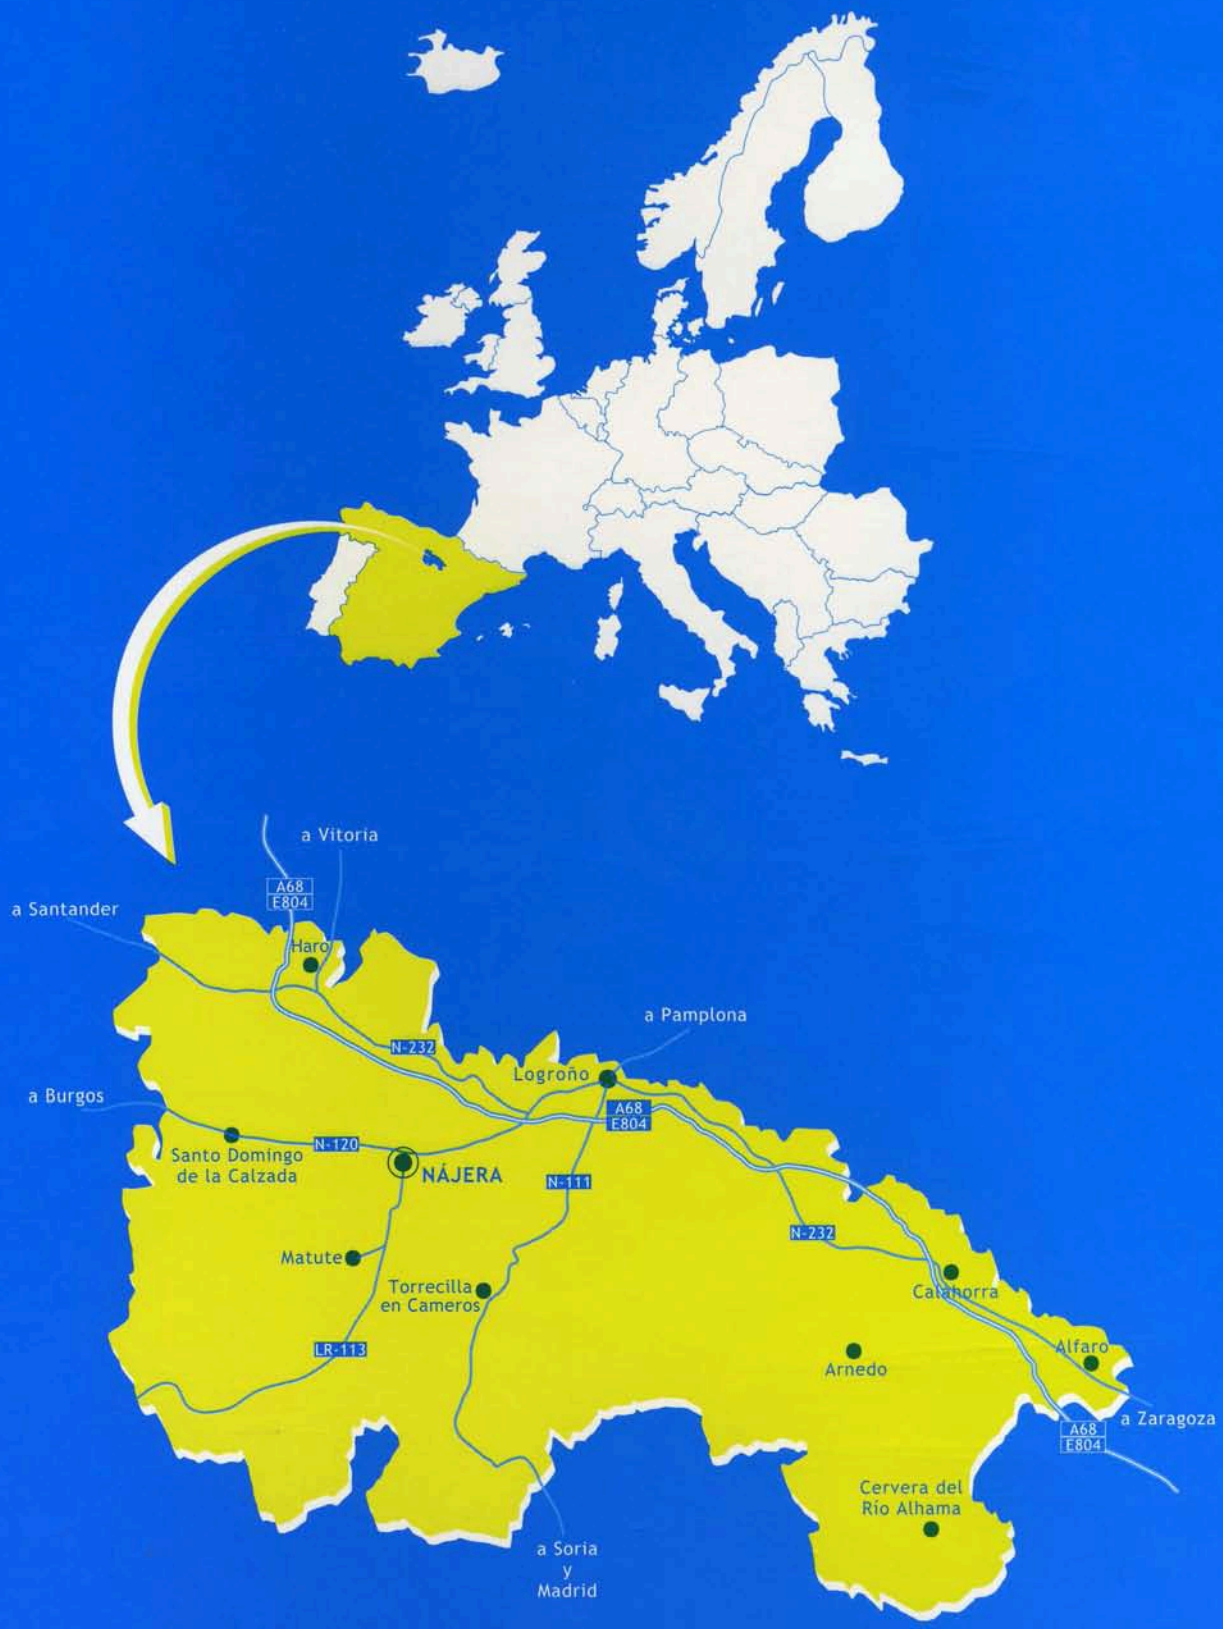 a Vitoria
A68
E804
a Santander
Haro
a Pamplona
N-232
Logroño
a Burgos
A68
E804
N-120
Santo Domingo
de la Calzada
NÁJERA
N-111
N-232
Matute
Torrecilla
en Cameros
Calahorra
LR-113
Arnedo
Alfaro
a Zaragoza
A68
E804
Cervera del
Río Alhama
a Soria
y
Madrid